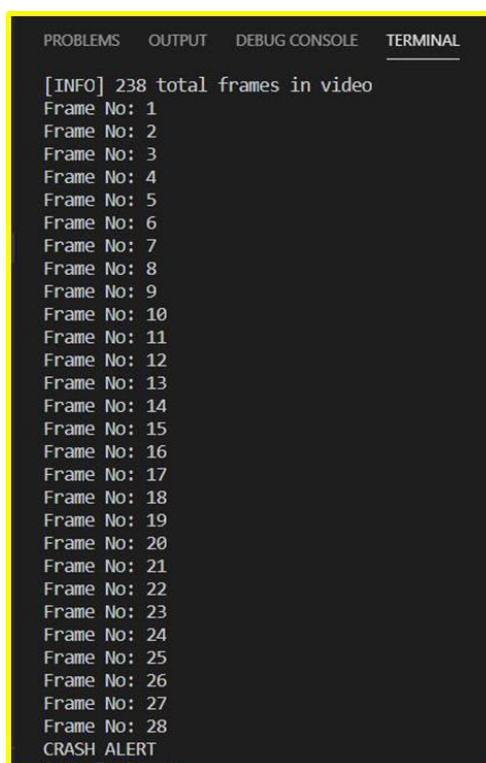 PROBLEMS OUTPUT DEBUG CONSOLE TERMINAL
[INFO] 238 total frames in video
Frame No: 1
Frame No: 2
Frame No: 3
Frame No: 4
Frame No: 5
Frame No: 6
Frame No: 7
Frame No: 8
Frame No: 9
Frame No: 10
Frame No: 11
Frame No: 12
Frame No: 13
Frame No: 14
Frame No: 15
Frame No: 16
Frame No: 17
Frame No: 18
Frame No: 19
Frame No: 20
Frame No: 21
Frame No: 22
Frame No: 23
Frame No: 24
Frame No: 25
Frame No: 26
Frame No: 27
Frame No: 28
CRASH ALERT